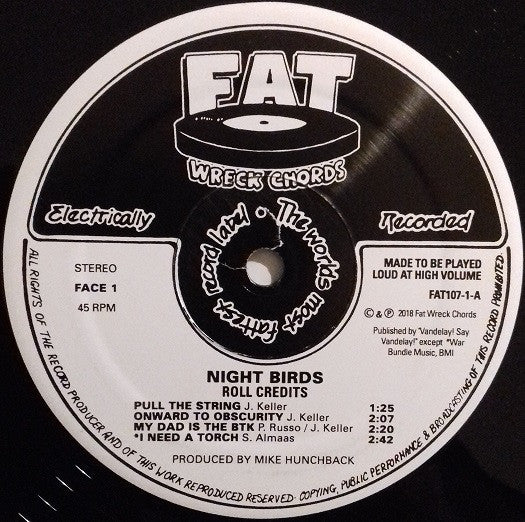 FAT
WRECK CHORDS
Electrically
Recorded
The worlds most fattest record label •
STEREO
FACE 1
45 RPM
MADE TO BE PLAYED
LOUD AT HIGH VOLUME
FAT107-1-A
© & ℗ 2018 Fat Wreck Chords
Published by "Vandelay! Say
Vandelay!" except *War
Bundle Music, BMI
NIGHT BIRDS
ROLL CREDITS
PULL THE STRING J. Keller 1:25
ONWARD TO OBSCURITY J. Keller 2:07
MY DAD IS THE BTK P. Russo / J. Keller 2:20
*I NEED A TORCH S. Almaas 2:42
PRODUCED BY MIKE HUNCHBACK
ALL RIGHTS OF THE RECORD PRODUCER AND OF THIS WORK REPRODUCED RESERVED· COPYING, PUBLIC PERFORMANCE & BROADCASTING OF THIS RECORD PROHIBITED